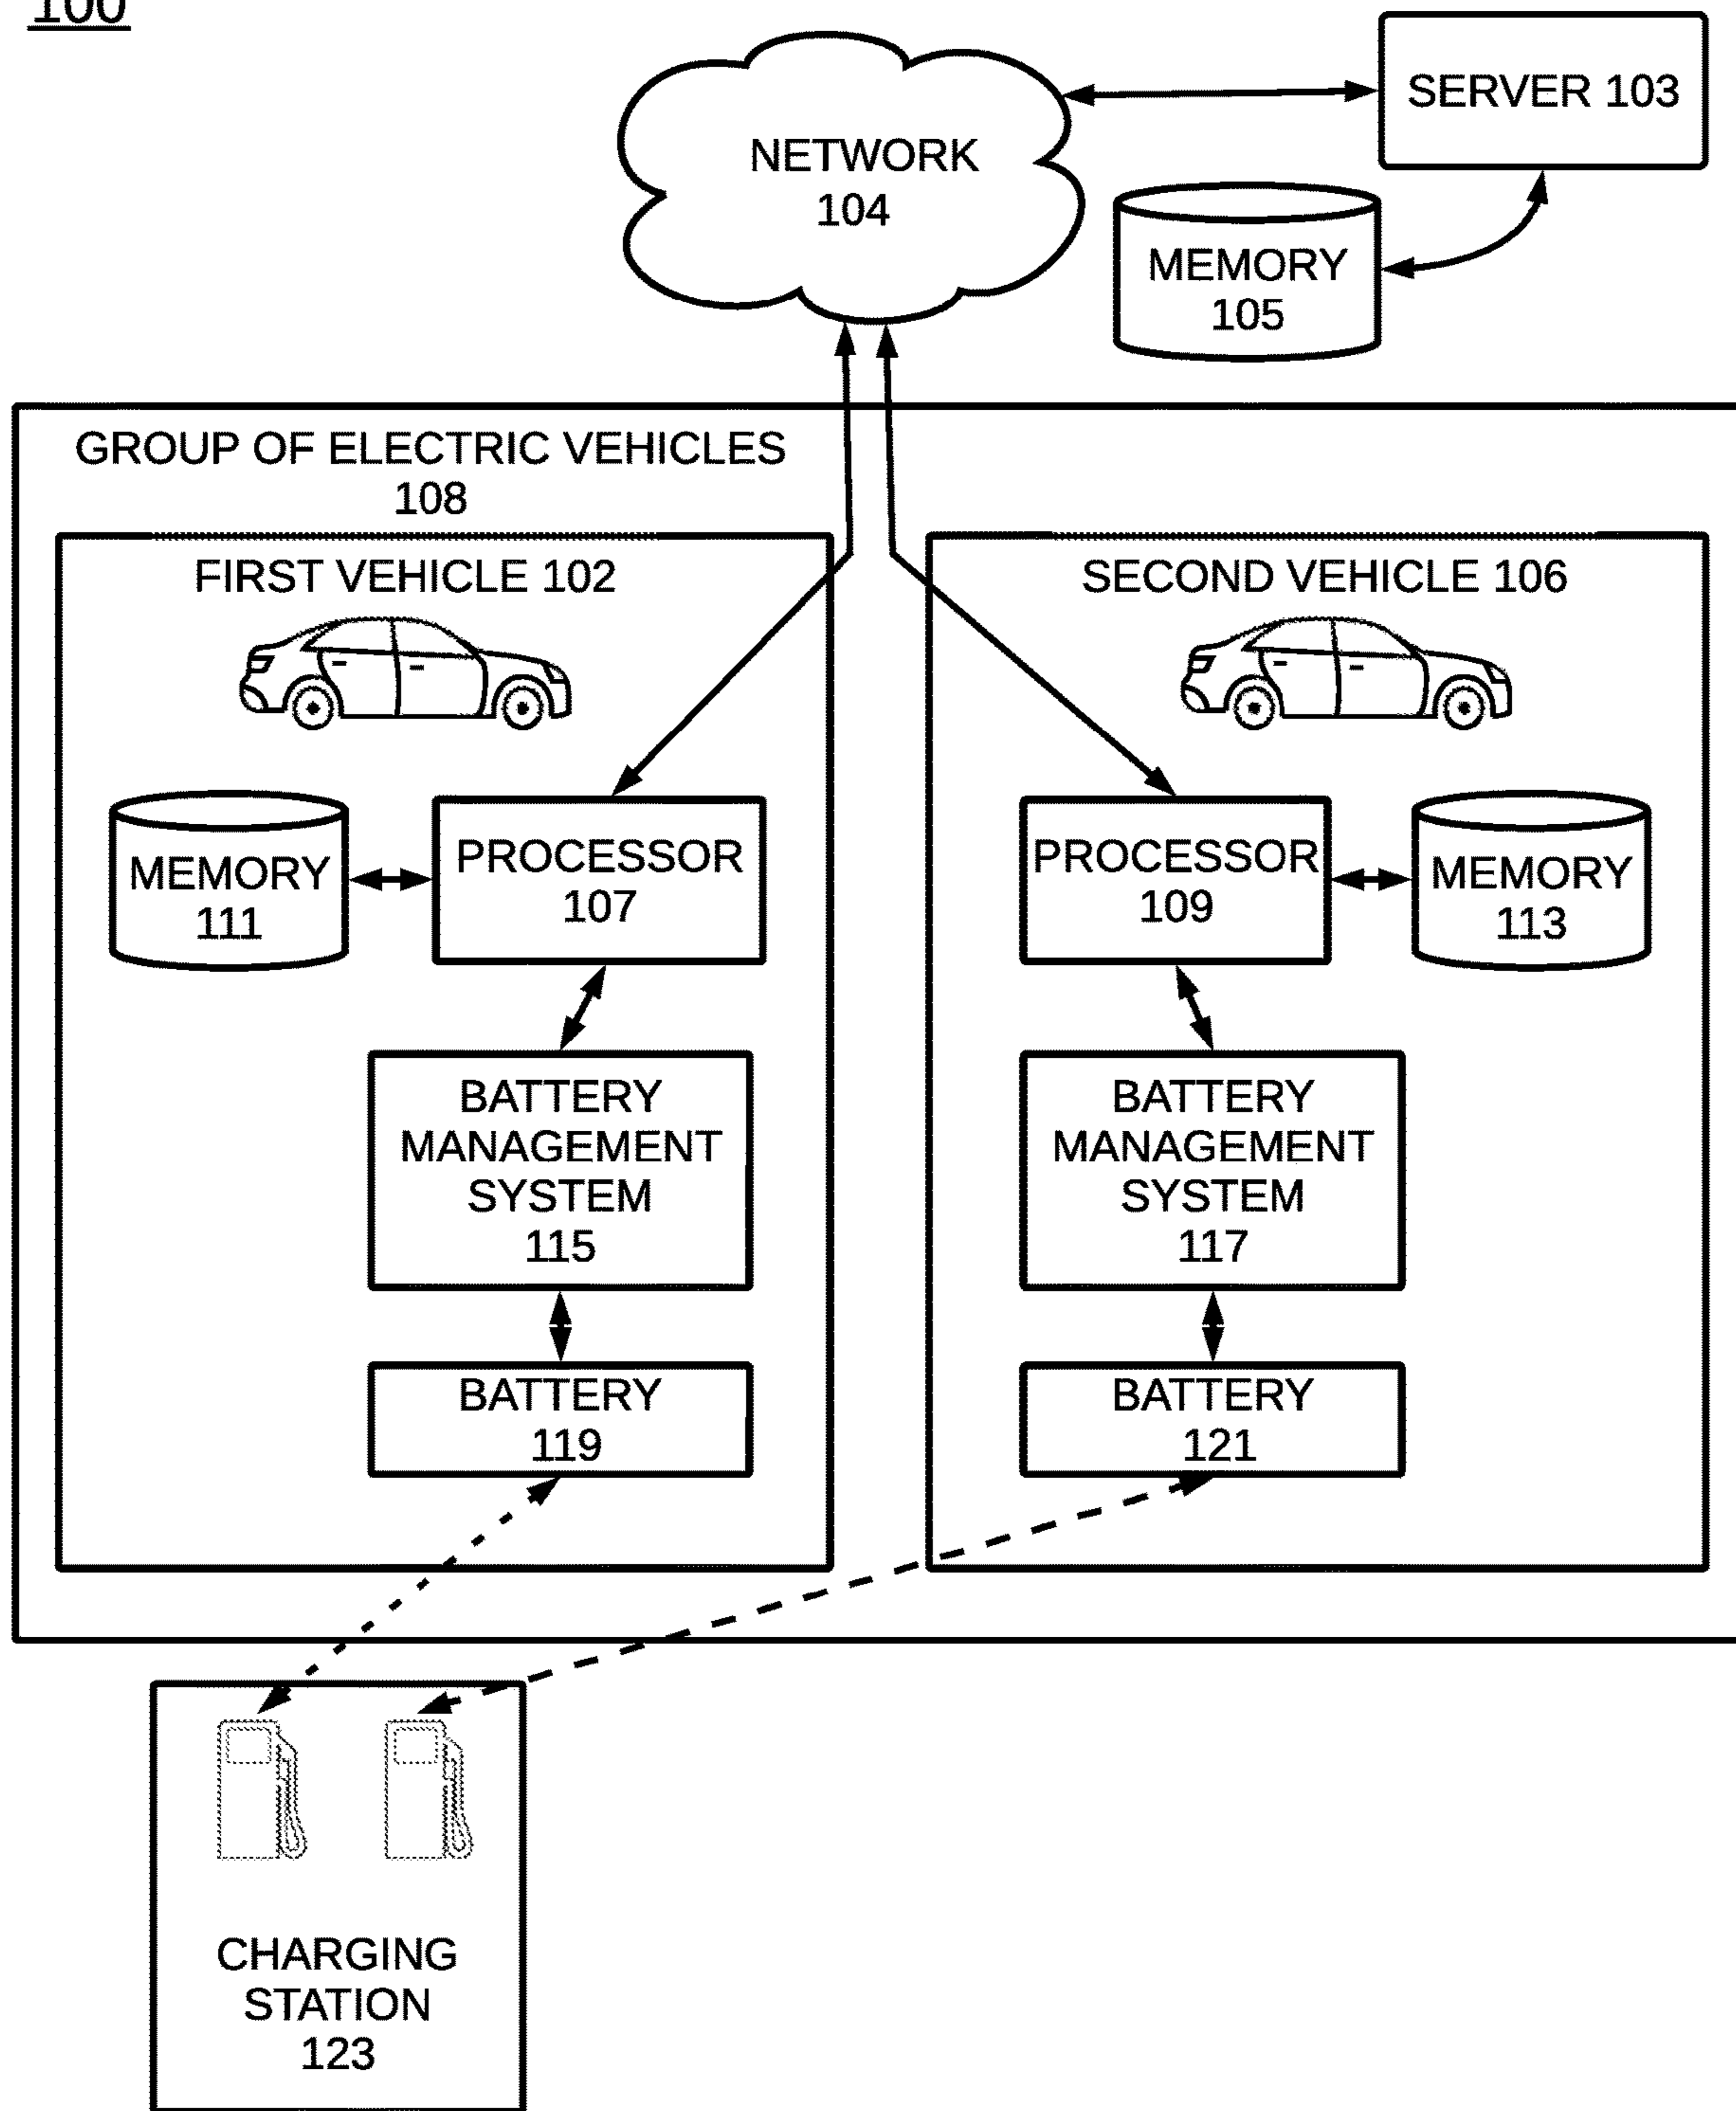 100
SERVER 103
NETWORK
104
MEMORY
105
GROUP OF ELECTRIC VEHICLES
108
FIRST VEHICLE 102
SECOND VEHICLE 106
MEMORY
111
PROCESSOR
107
PROCESSOR
109
MEMORY
113
BATTERY
MANAGEMENT
SYSTEM
115
BATTERY
MANAGEMENT
SYSTEM
117
BATTERY
119
BATTERY
121
CHARGING
STATION
123